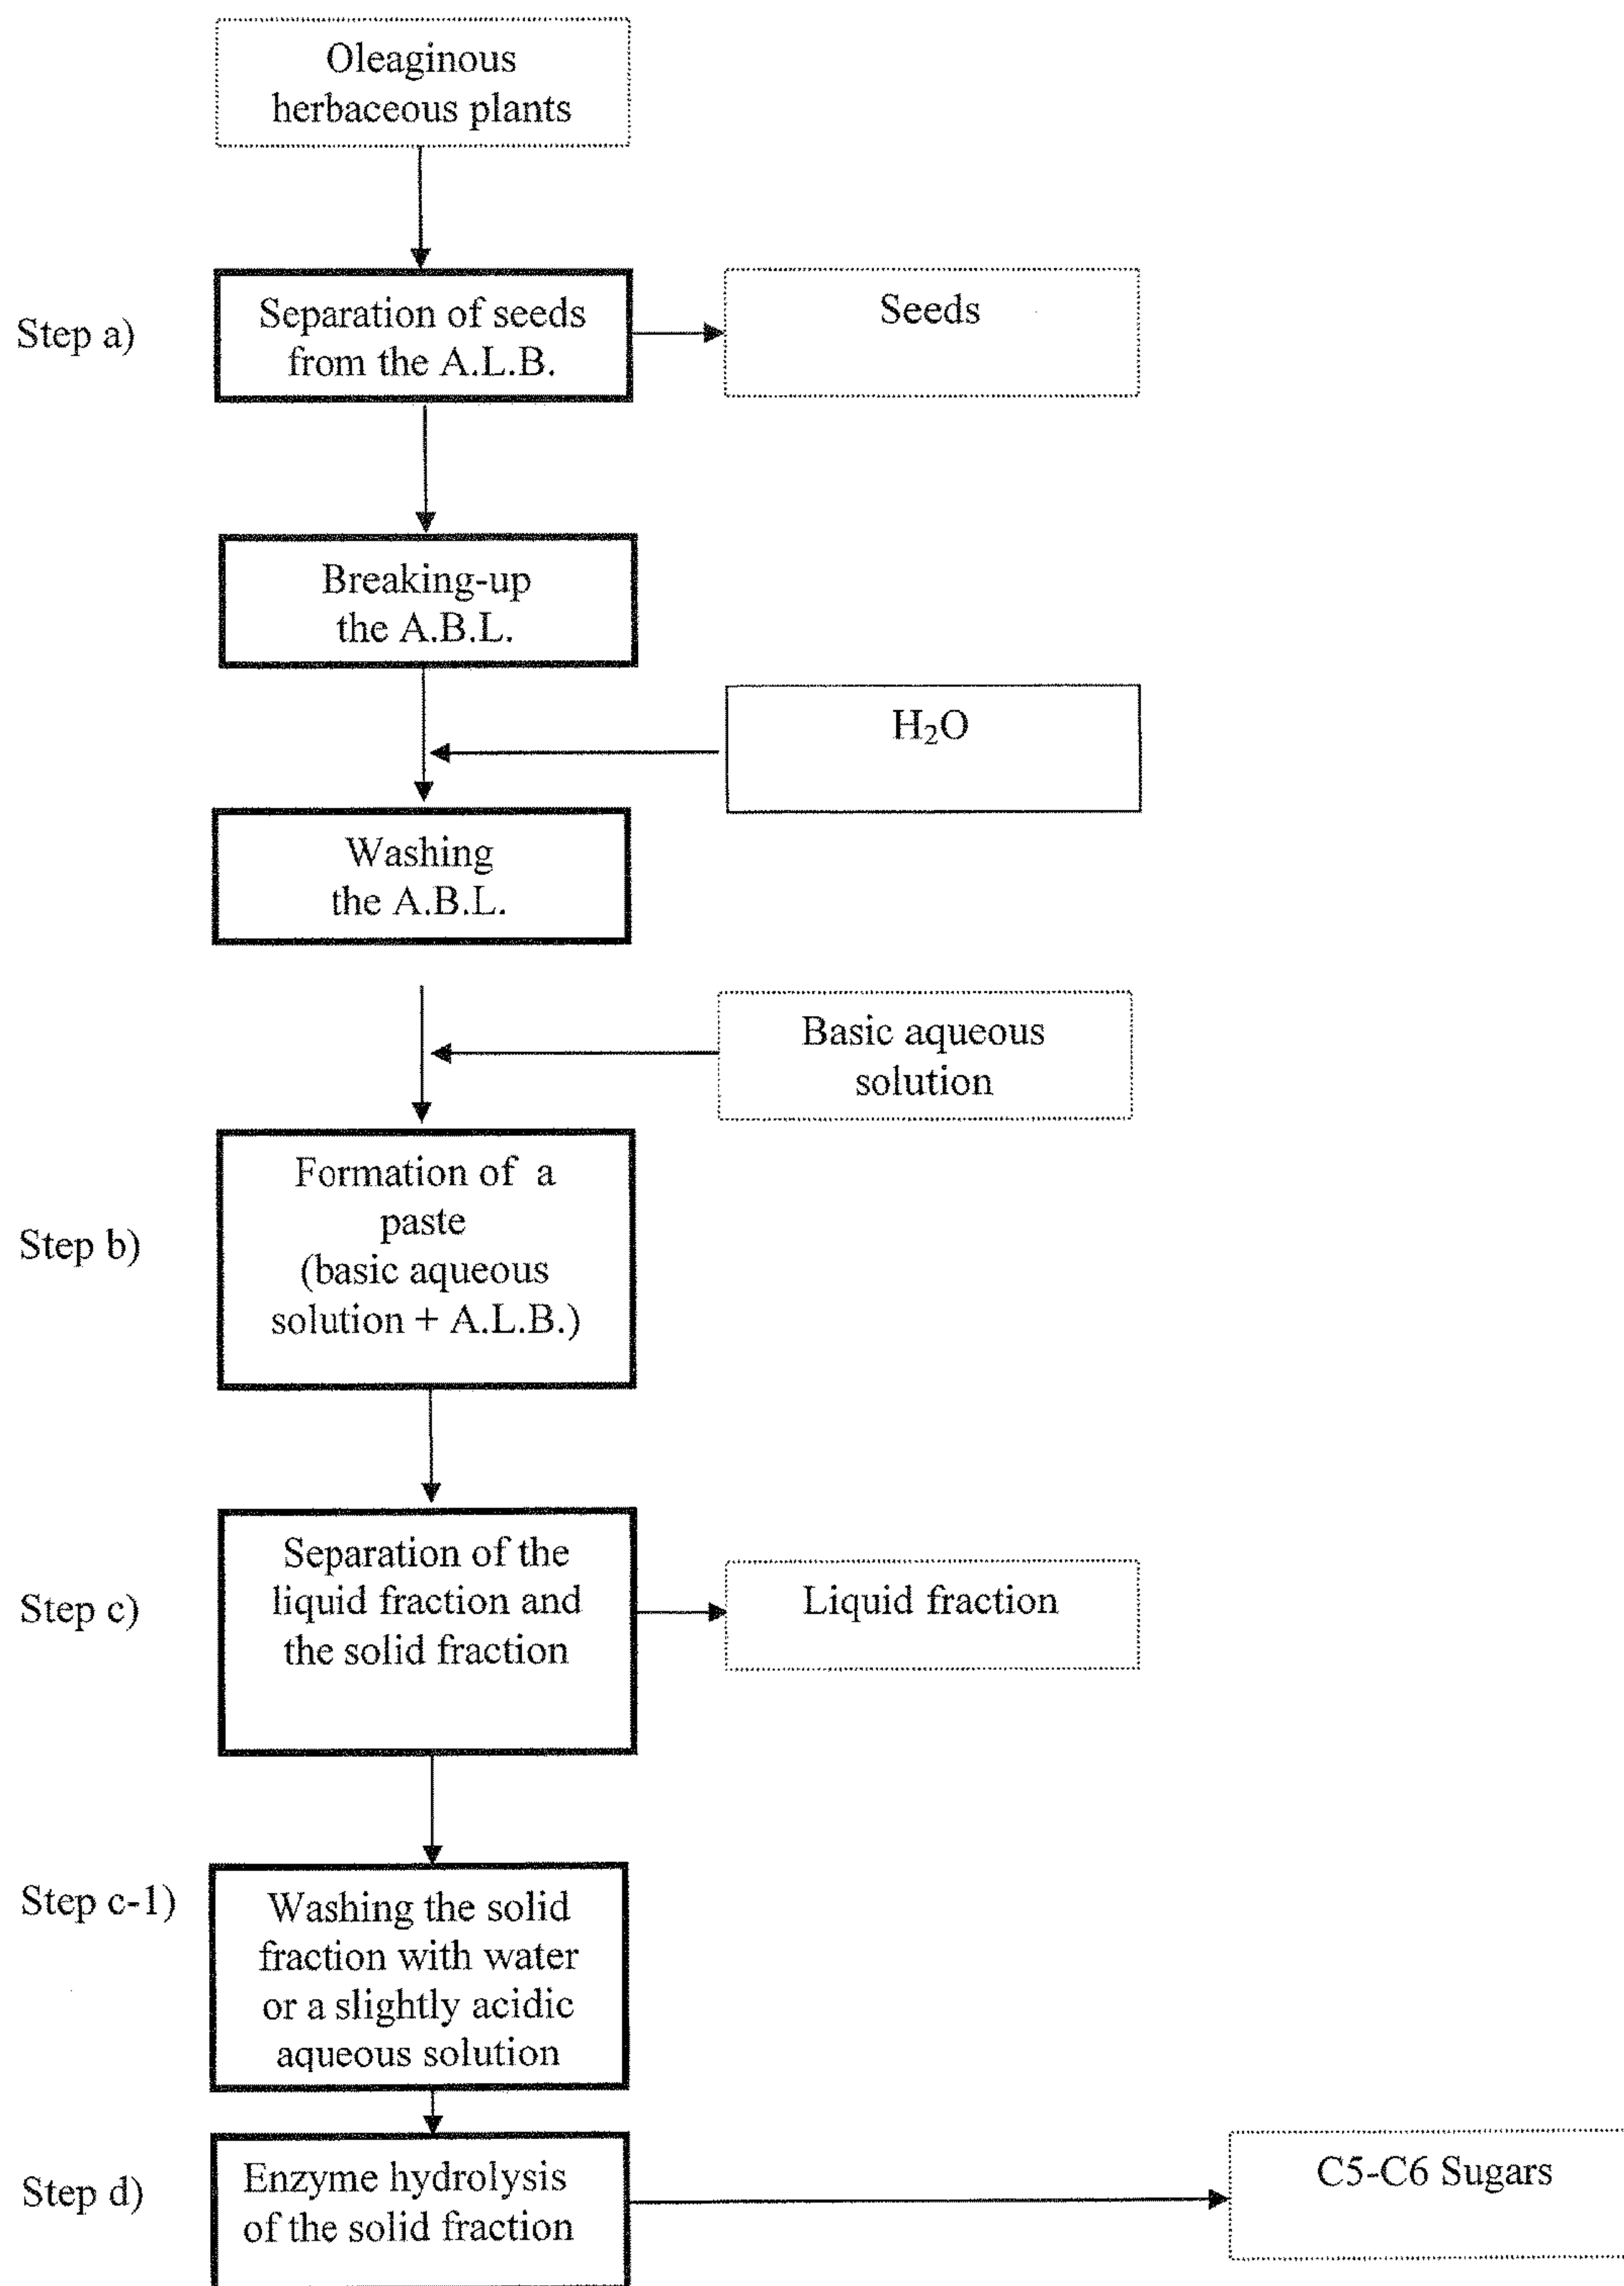 Oleaginous
herbaceous plants
Step a)
Separation of seeds
from the A.L.B.
Seeds
Breaking-up
the A.B.L.
H₂O
Washing
the A.B.L.
Basic aqueous
solution
Step b)
Formation of a
paste
(basic aqueous
solution + A.L.B.)
Step c)
Separation of the
liquid fraction and
the solid fraction
Liquid fraction
Step c-1)
Washing the solid
fraction with water
or a slightly acidic
aqueous solution
Step d)
Enzyme hydrolysis
of the solid fraction
C5-C6 Sugars